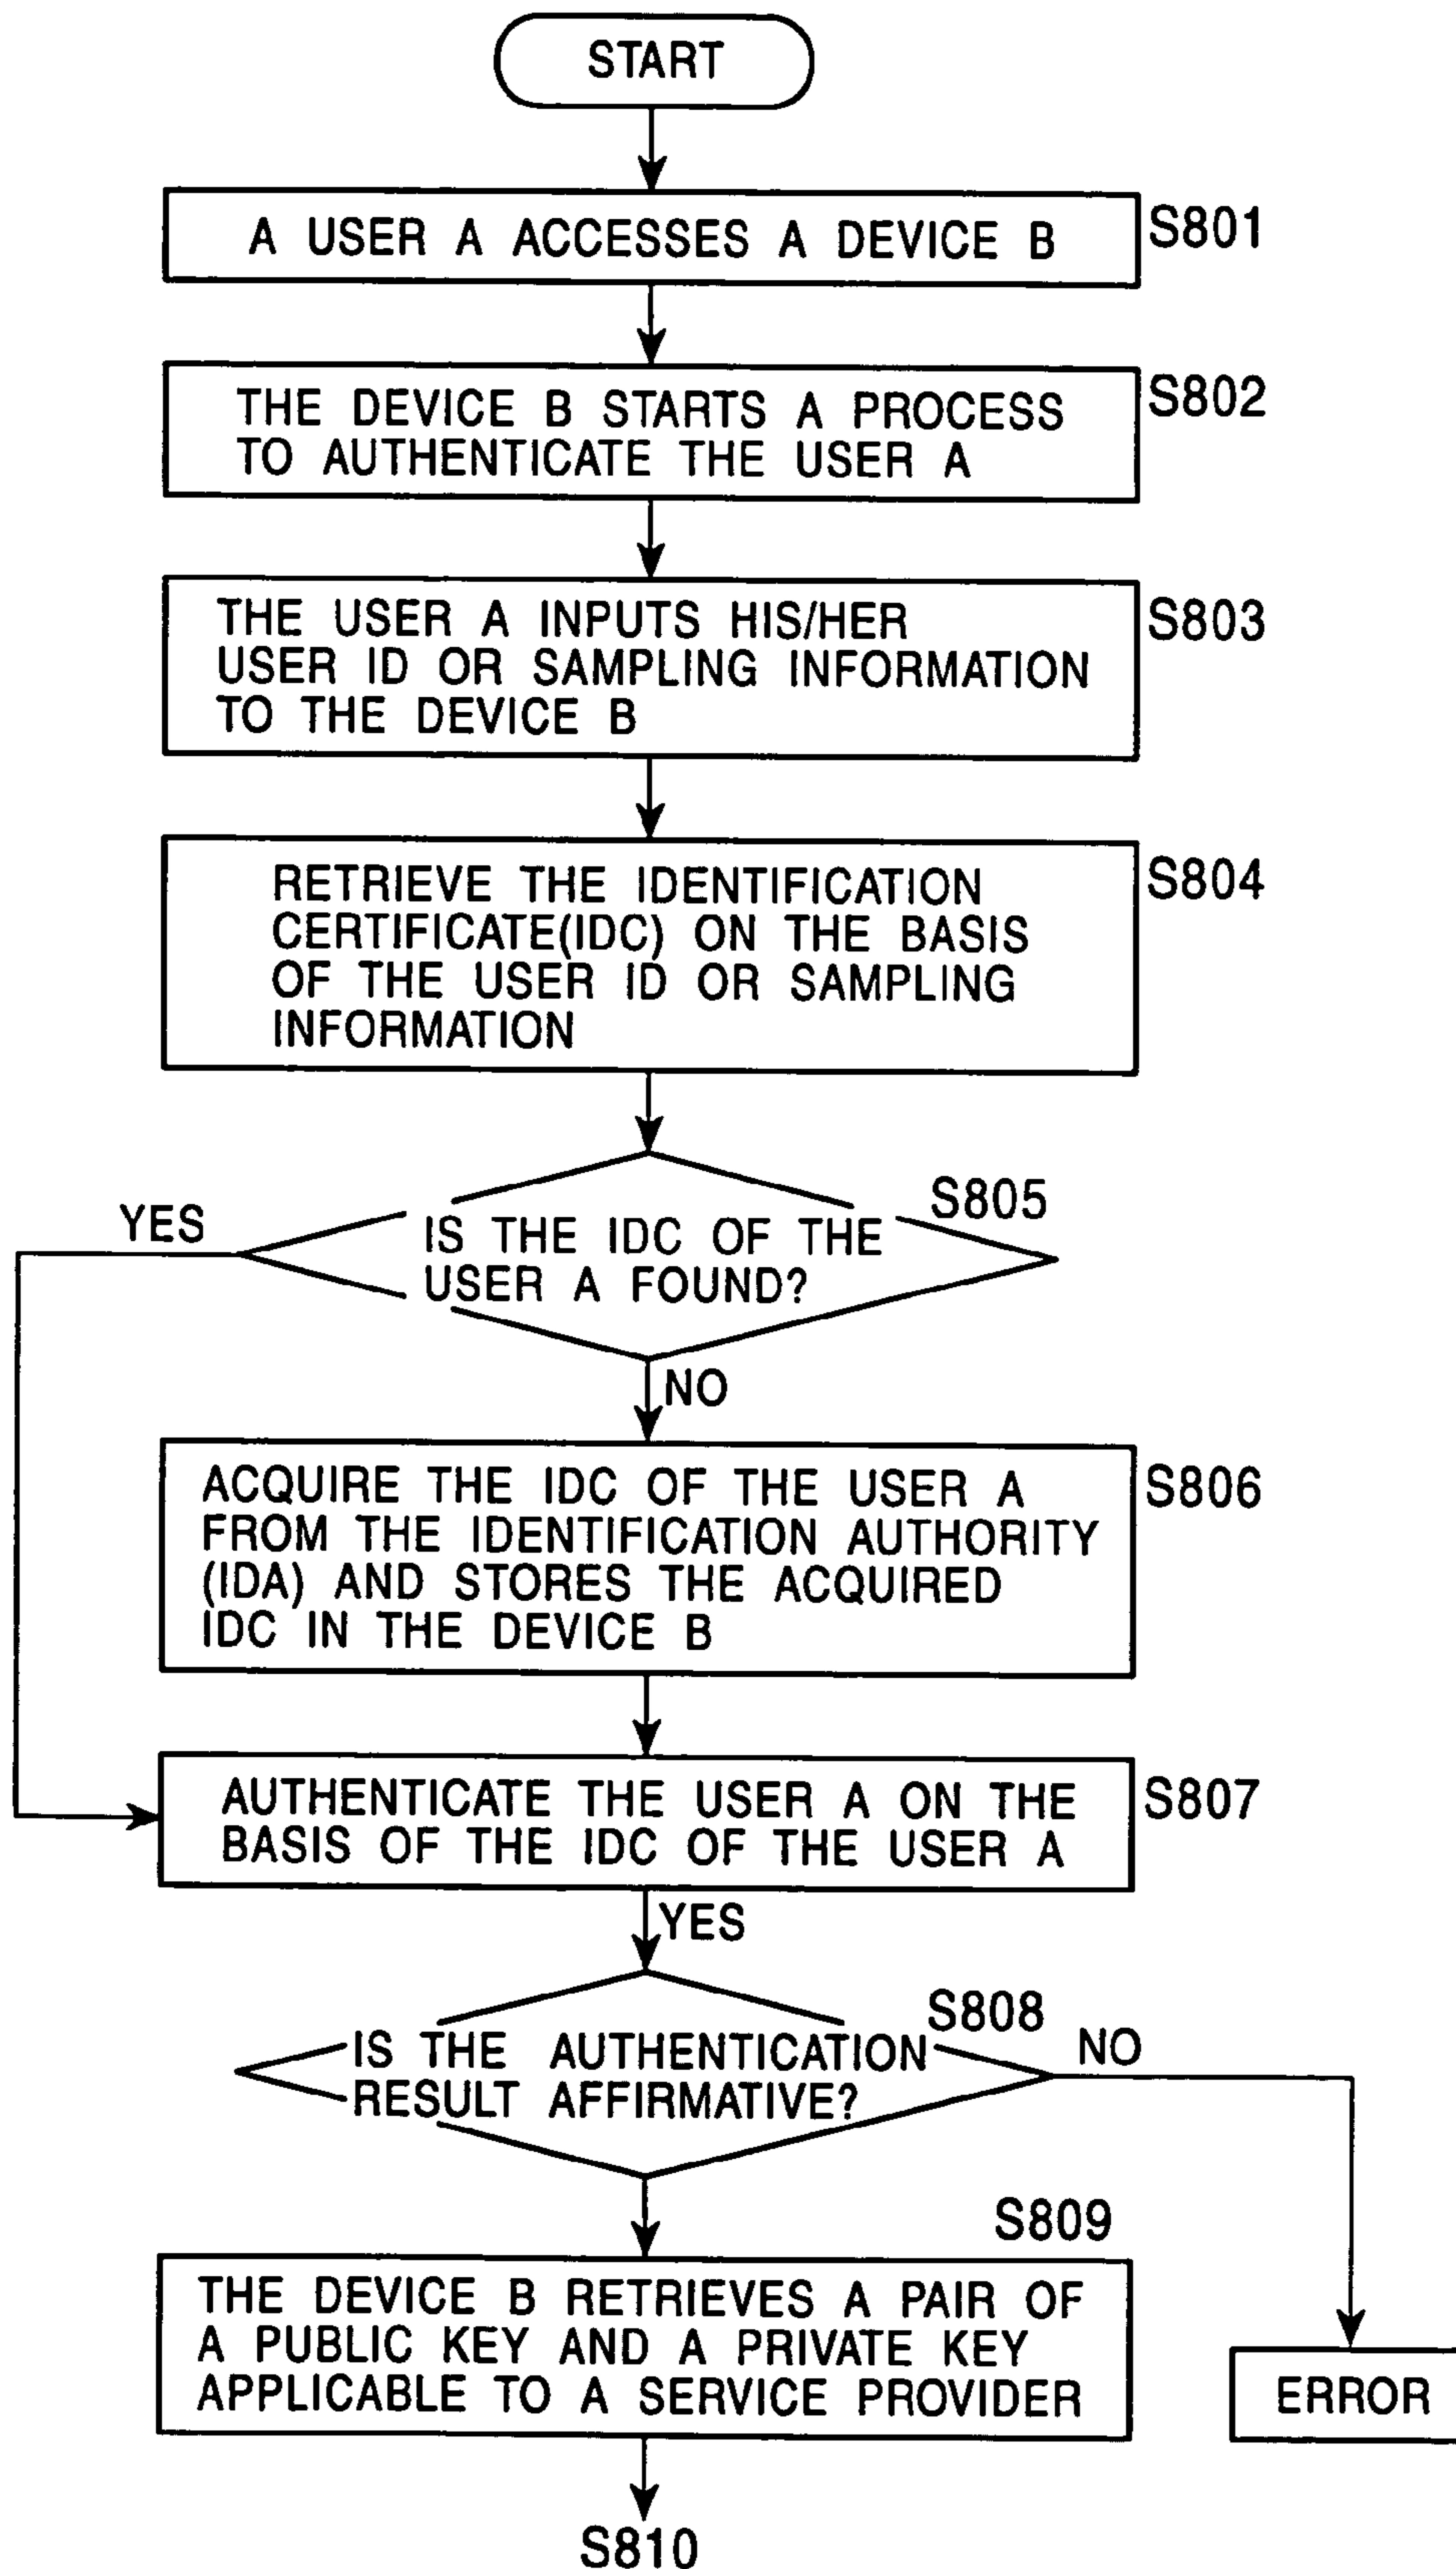 START
A USER A ACCESSES A DEVICE B
S801
THE DEVICE B STARTS A PROCESS
TO AUTHENTICATE THE USER A
S802
THE USER A INPUTS HIS/HER
USER ID OR SAMPLING INFORMATION
TO THE DEVICE B
S803
RETRIEVE THE IDENTIFICATION
CERTIFICATE(IDC) ON THE BASIS
OF THE USER ID OR SAMPLING
INFORMATION
S804
S805
YES
IS THE IDC OF THE
USER A FOUND?
NO
ACQUIRE THE IDC OF THE USER A
FROM THE IDENTIFICATION AUTHORITY
(IDA) AND STORES THE ACQUIRED
IDC IN THE DEVICE B
S806
AUTHENTICATE THE USER A ON THE
BASIS OF THE IDC OF THE USER A
S807
YES
S808
IS THE AUTHENTICATION
RESULT AFFIRMATIVE?
NO
S809
THE DEVICE B RETRIEVES A PAIR OF
A PUBLIC KEY AND A PRIVATE KEY
APPLICABLE TO A SERVICE PROVIDER
ERROR
S810